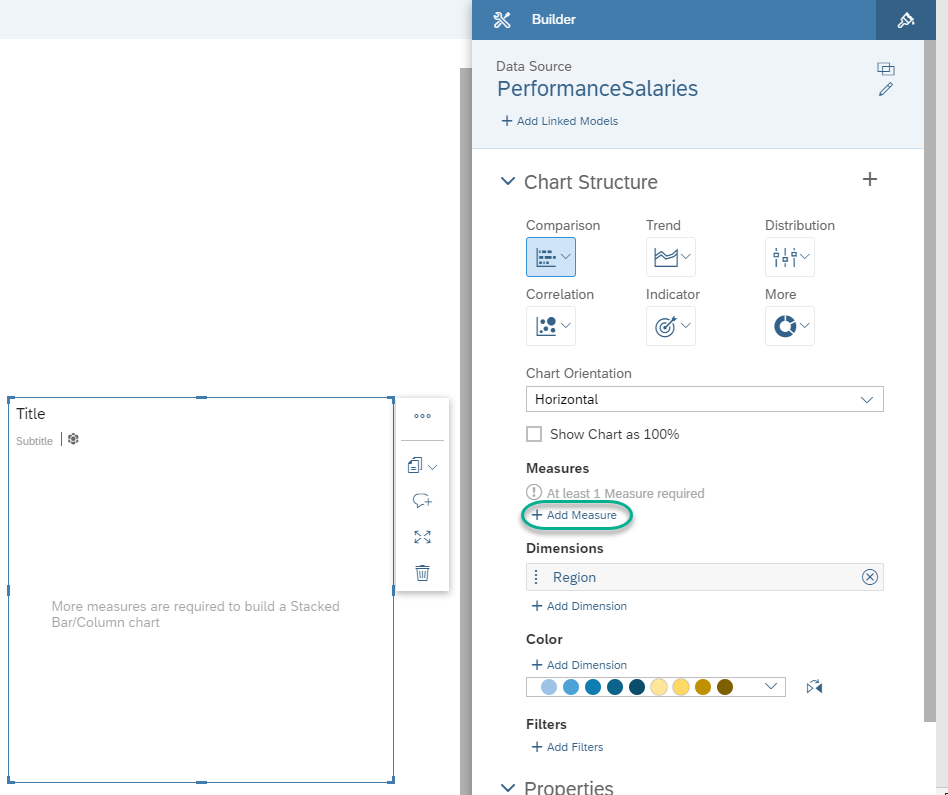 Builder
Data Source
PerformanceSalaries
+ Add Linked Models
Chart Structure
Comparison
Trend
Distribution
Correlation
Indicator
More
Chart Orientation
Horizontal
Show Chart as 100%
Measures
At least 1 Measure required
+ Add Measure
Dimensions
Region
+ Add Dimension
Color
+ Add Dimension
Filters
+ Add Filters
Properties
Title
Subtitle
More measures are required to build a Stacked
Bar/Column chart